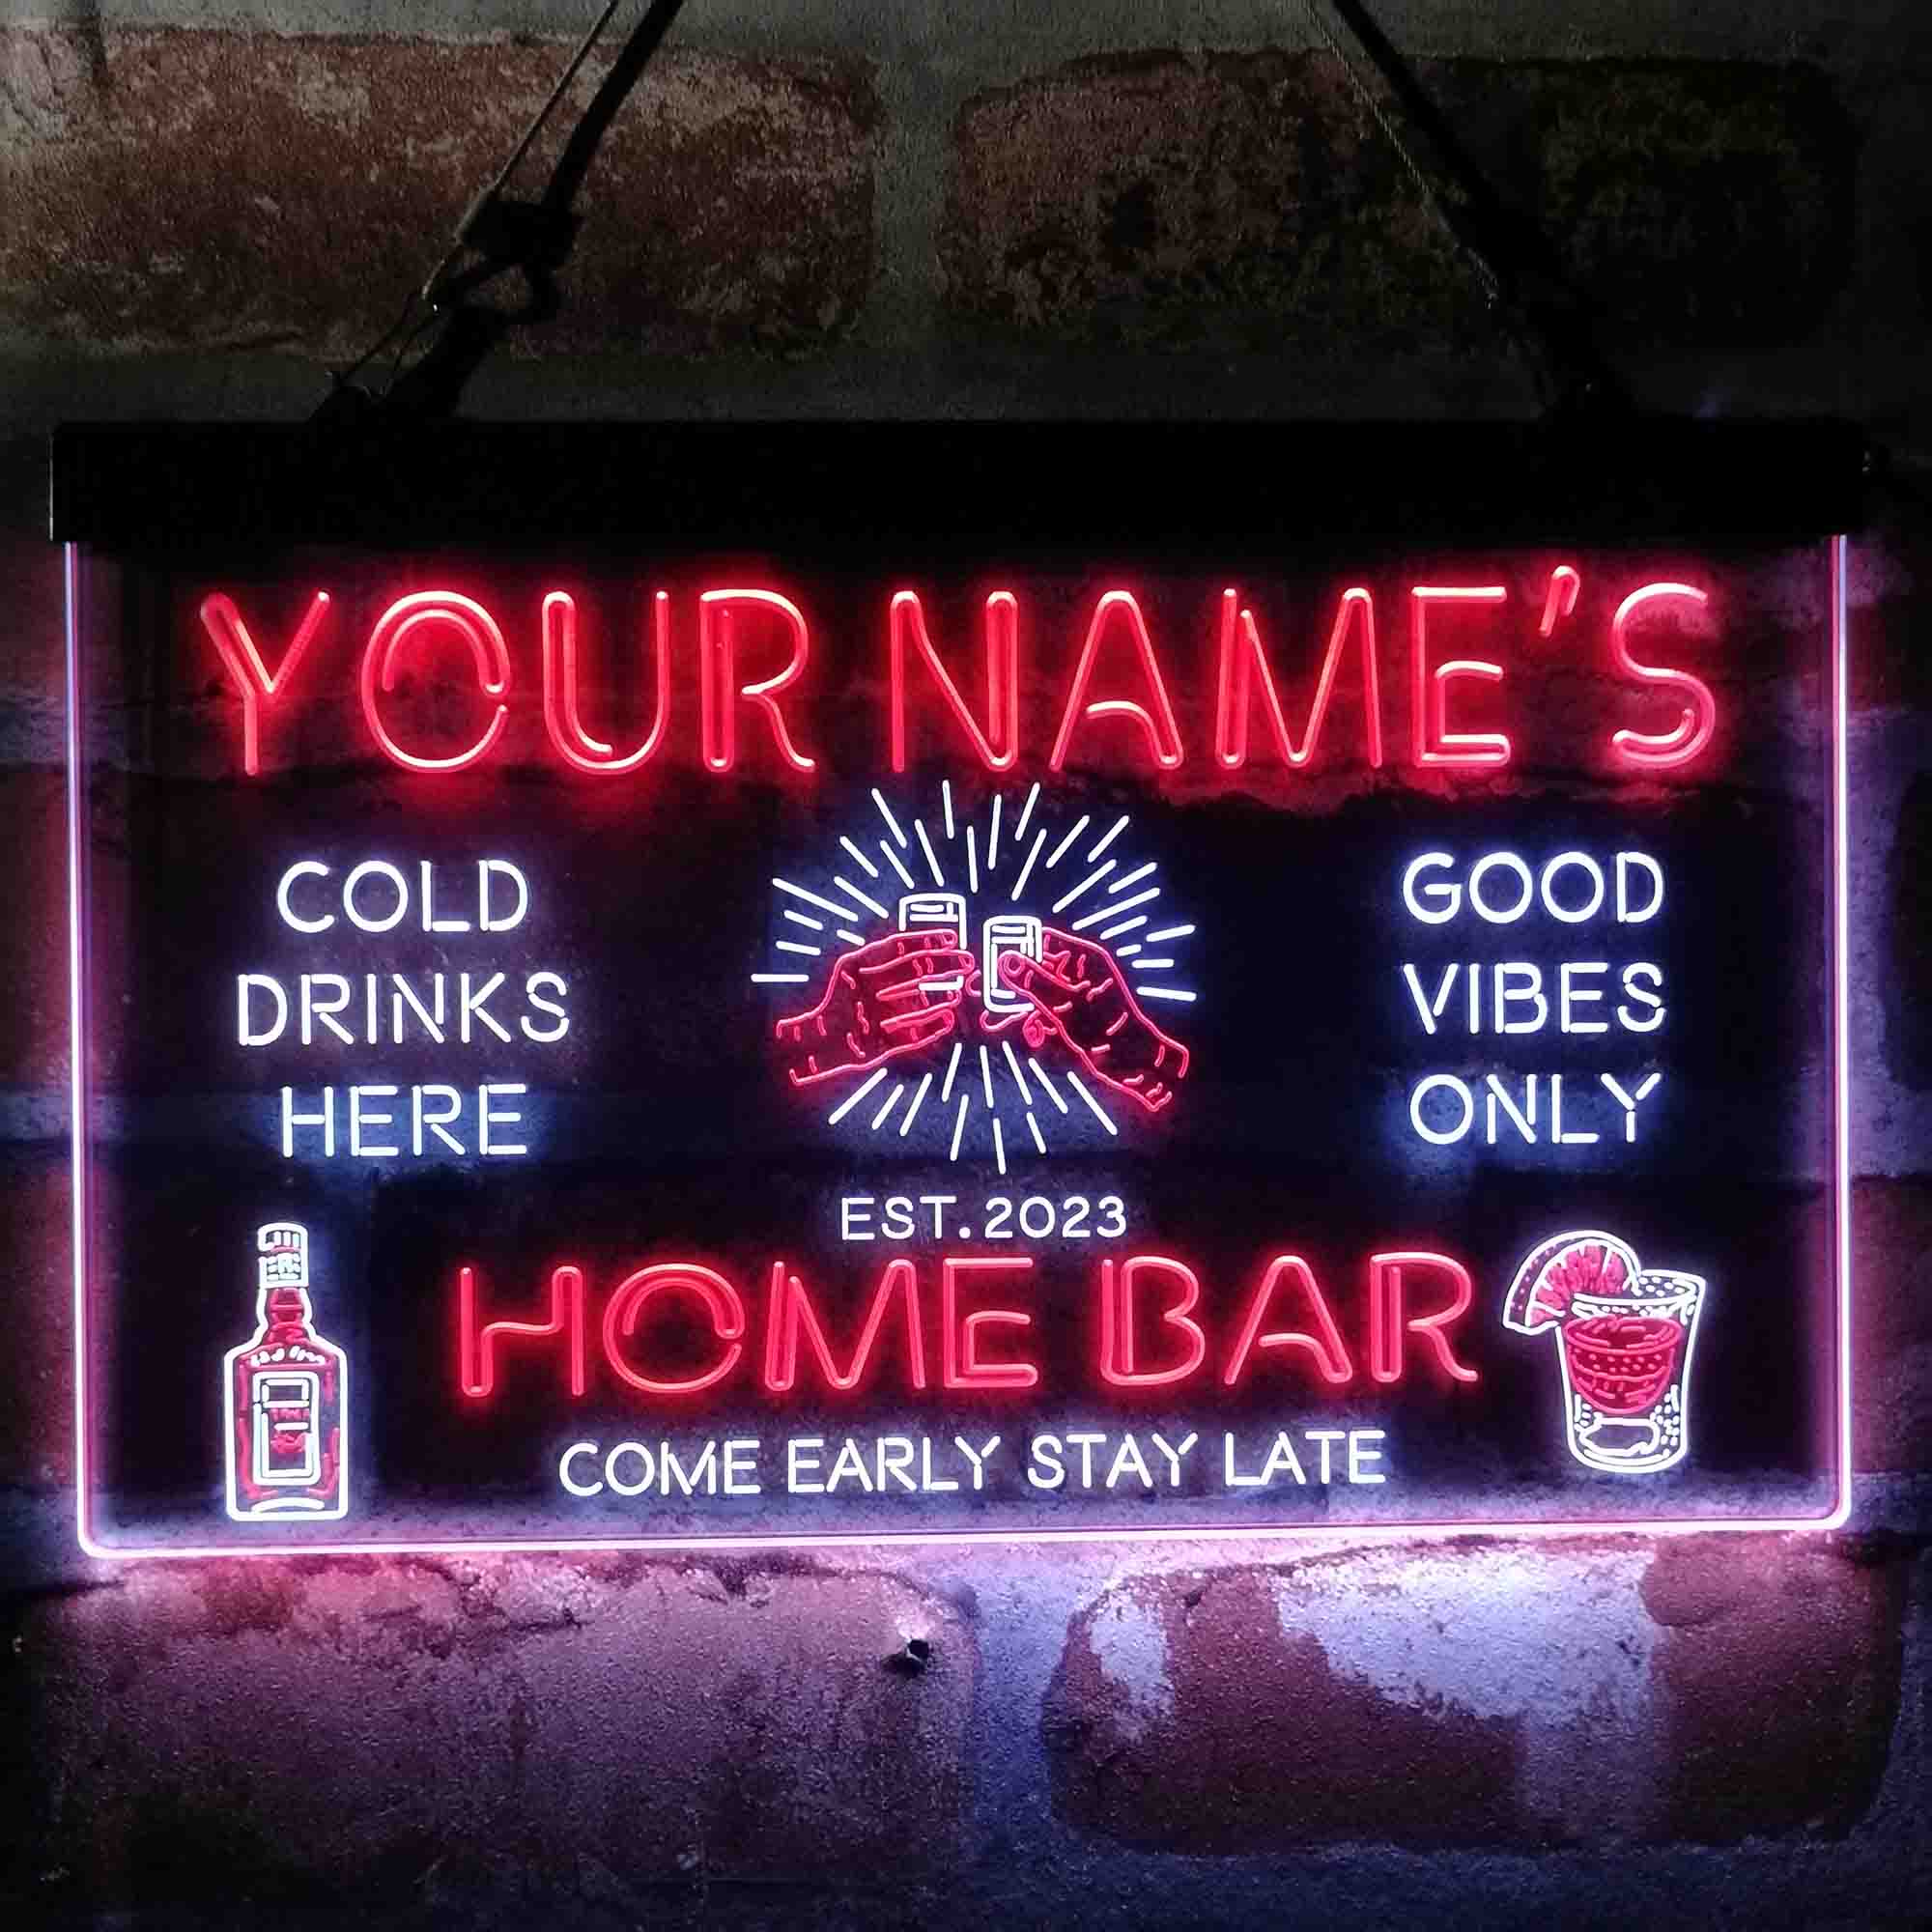 YOUR NAME'S
COLD
DRINKS
HERE
GOOD
VIBES
ONLY
EST. 2023
HOME BAR
COME EARLY STAY LATE